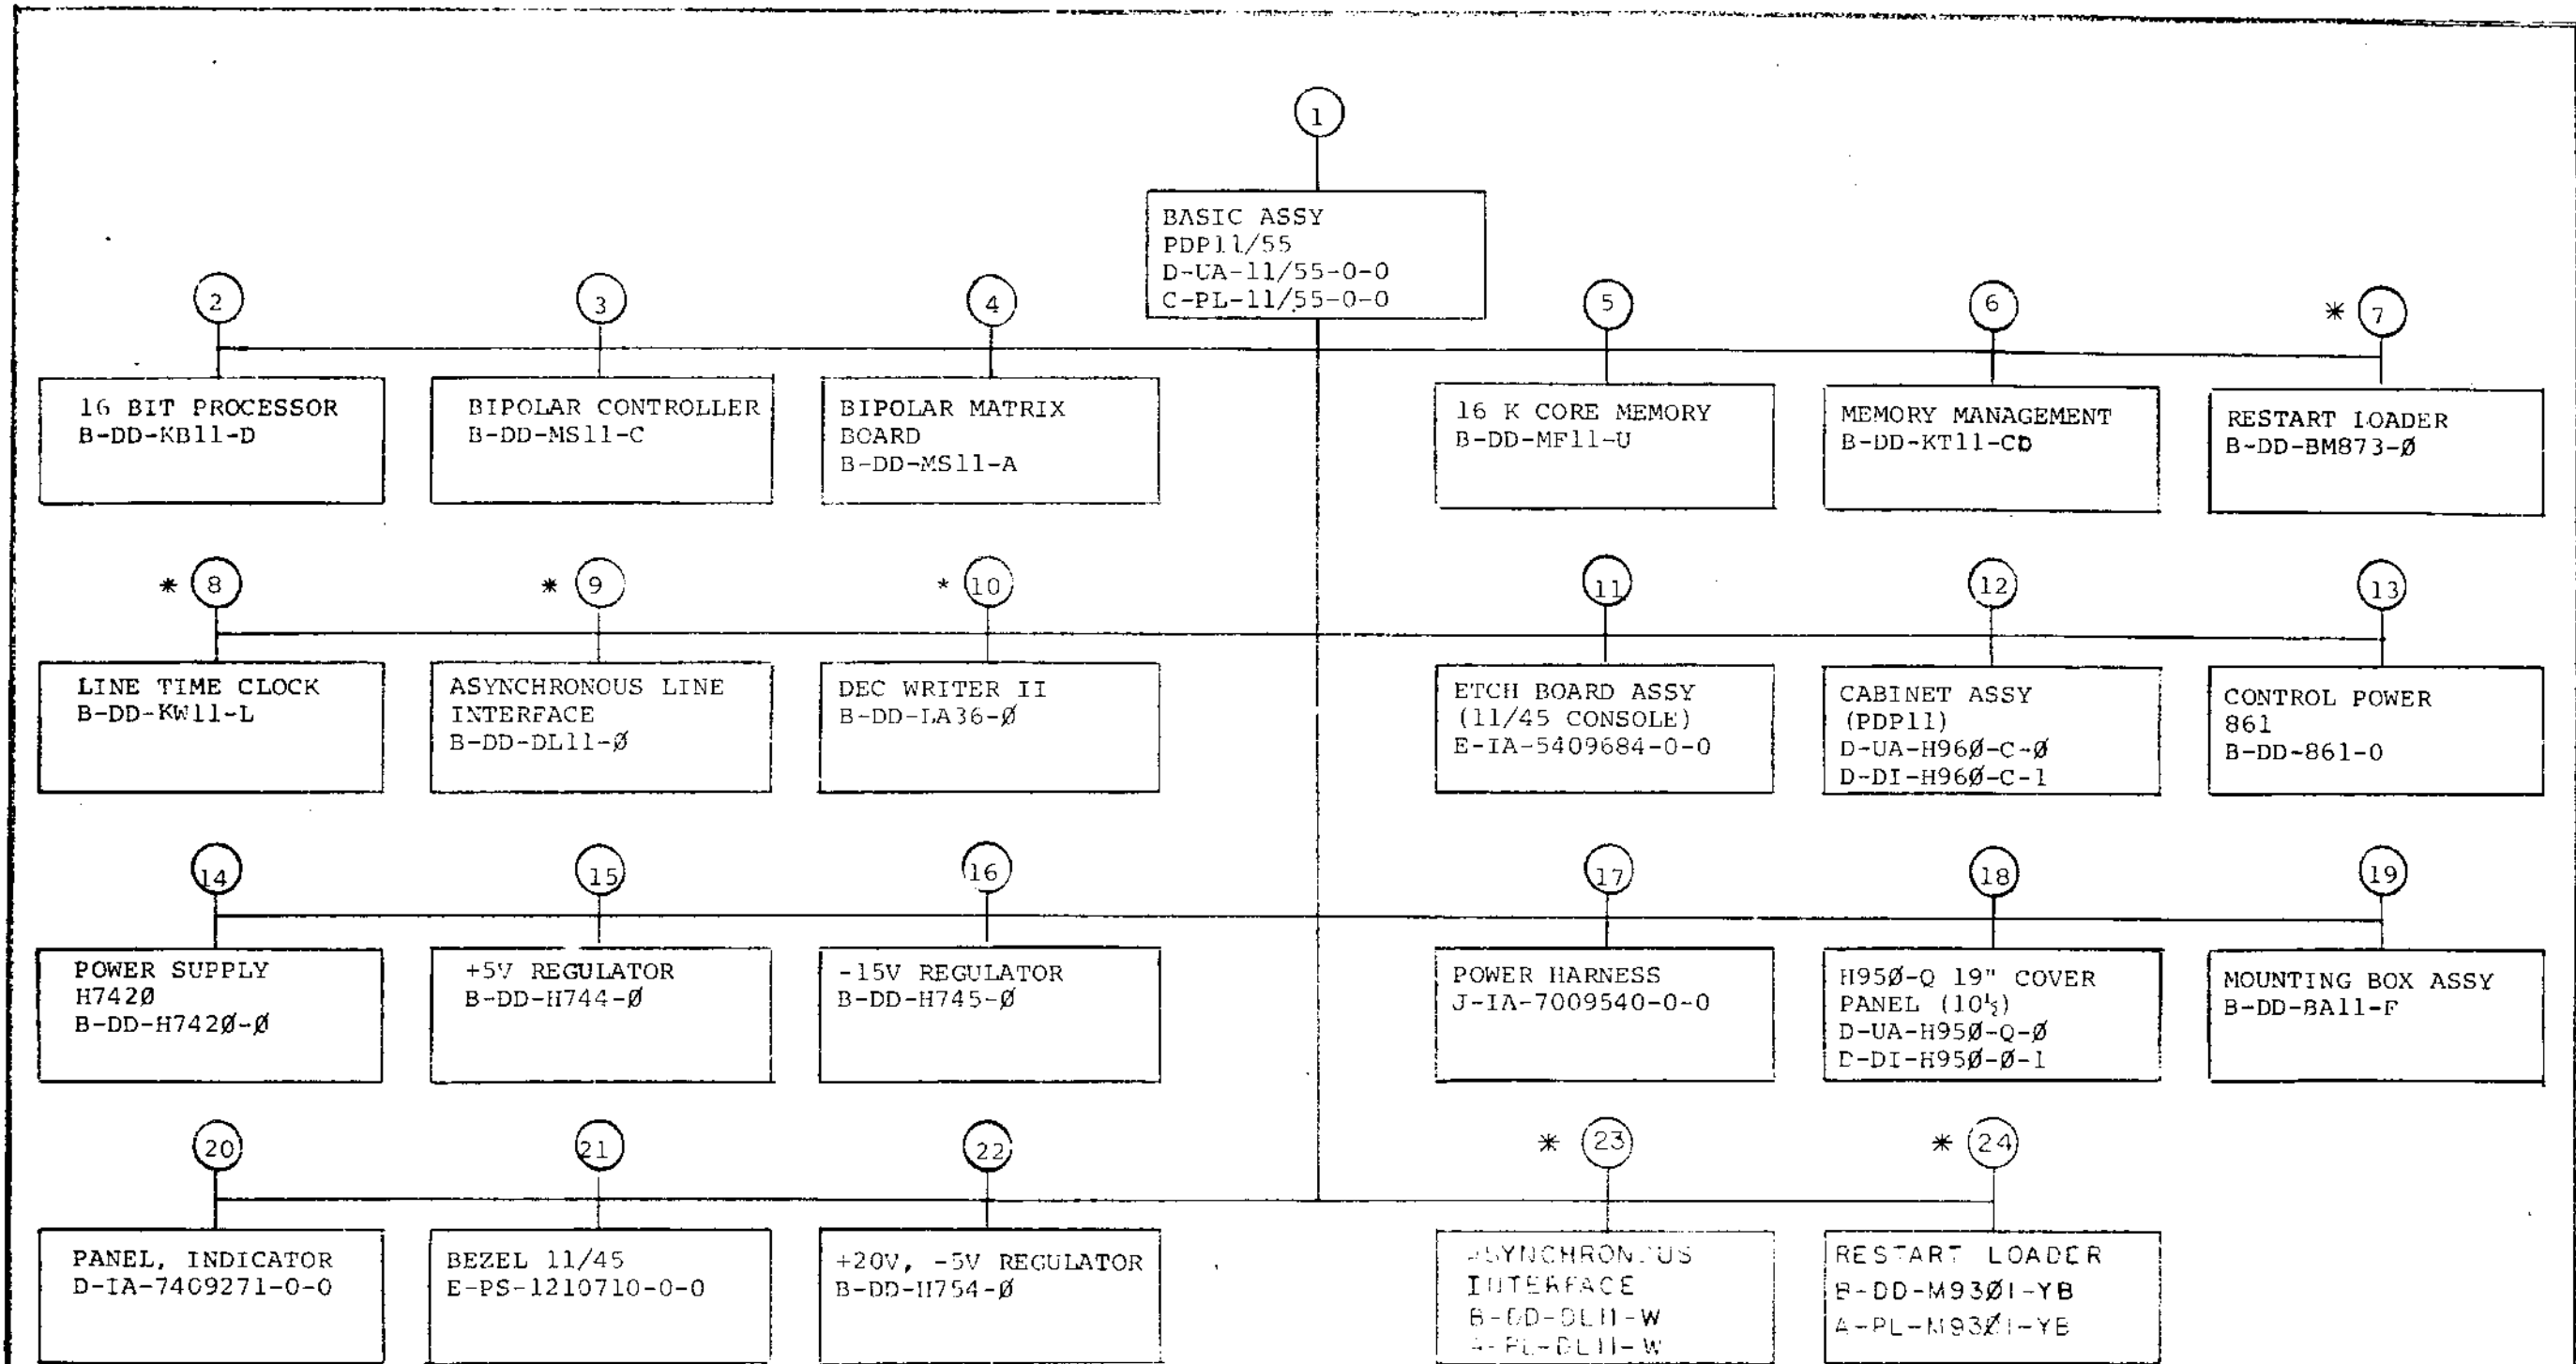 1
BASIC ASSY
PDP11/55
D-UA-11/55-0-0
C-PL-11/55-0-0
2
16 BIT PROCESSOR
B-DD-KB11-D
3
BIPOLAR CONTROLLER
B-DD-MS11-C
4
BIPOLAR MATRIX
BOARD
B-DD-MS11-A
5
16 K CORE MEMORY
B-DD-MF11-U
6
MEMORY MANAGEMENT
B-DD-KT11-CD
* 7
RESTART LOADER
B-DD-BM873-Ø
* 8
LINE TIME CLOCK
B-DD-KW11-L
* 9
ASYNCHRONOUS LINE
INTERFACE
B-DD-DL11-Ø
* 10
DEC WRITER II
B-DD-LA36-Ø
11
ETCH BOARD ASSY
(11/45 CONSOLE)
E-IA-5409684-0-0
12
CABINET ASSY
(PDP11)
D-UA-H96Ø-C-Ø
D-DI-H96Ø-C-1
13
CONTROL POWER
861
B-DD-861-0
14
POWER SUPPLY
H742Ø
B-DD-H742Ø-Ø
15
+5V REGULATOR
B-DD-H744-Ø
16
-15V REGULATOR
B-DD-H745-Ø
17
POWER HARNESS
J-IA-7009540-0-0
18
H95Ø-Q 19" COVER
PANEL (10½)
D-UA-H95Ø-Q-Ø
D-DI-H95Ø-Ø-1
19
MOUNTING BOX ASSY
B-DD-BA11-F
20
PANEL, INDICATOR
D-IA-7409271-0-0
21
BEZEL 11/45
E-PS-1210710-0-0
22
+20V, -5V REGULATOR
B-DD-H754-Ø
* 23
ASYNCHRONOUS
INTERFACE
B-DD-DL11-W
A-PL-DL11-W
* 24
RESTART LOADER
B-DD-M93Ø1-YB
A-PL-M93Ø1-YB